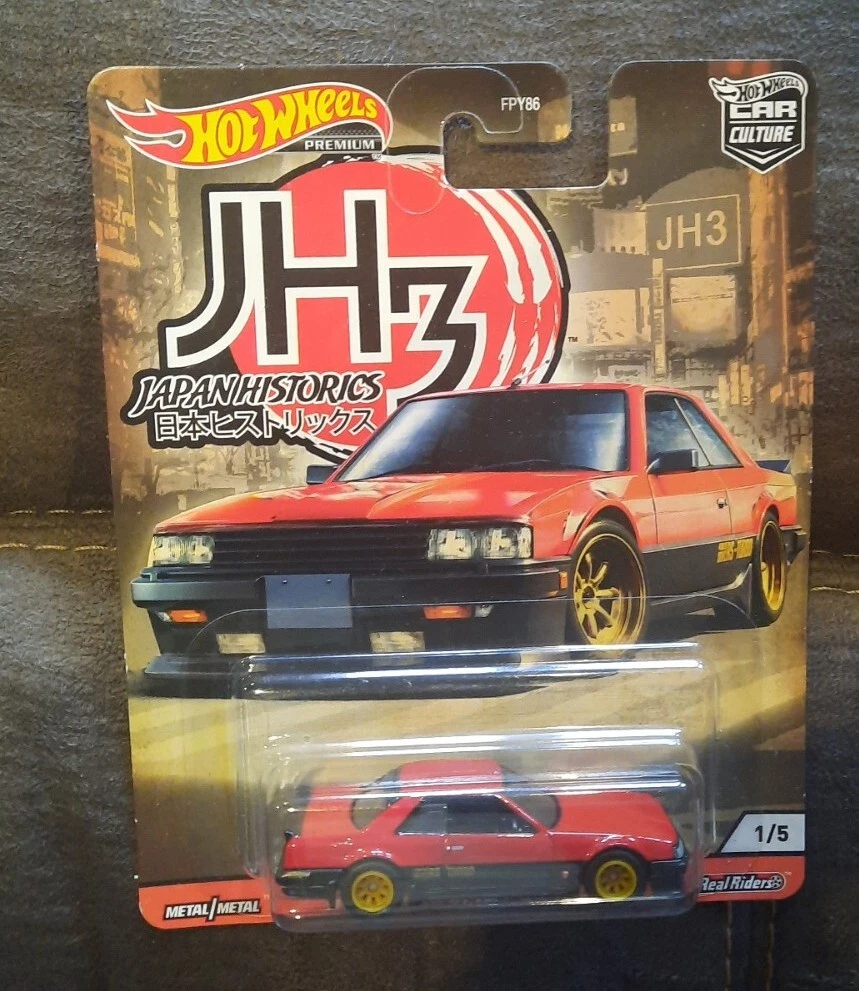 HOT WHEELS
PREMIUM
FPY86
HOT WHEELS
CAR
CULTURE
JH3
JH3
TM
JAPAN HISTORICS
日本ヒストリックス
1/5
METAL/METAL
Real Riders